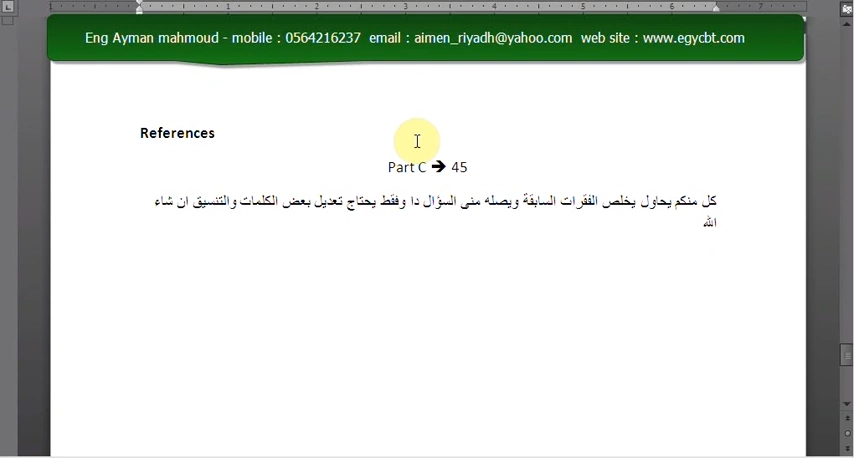 Eng Ayman mahmoud - mobile : 0564216237 email : aimen_riyadh@yahoo.com web site : www.egycbt.com
References
Part C 🡺 45
كل منكم يحاول يخلص الفقرات السابقة ويصله منى السؤال دا وفقط يحتاج تعديل بعض الكلمات والتنسيق ان شاء
الله